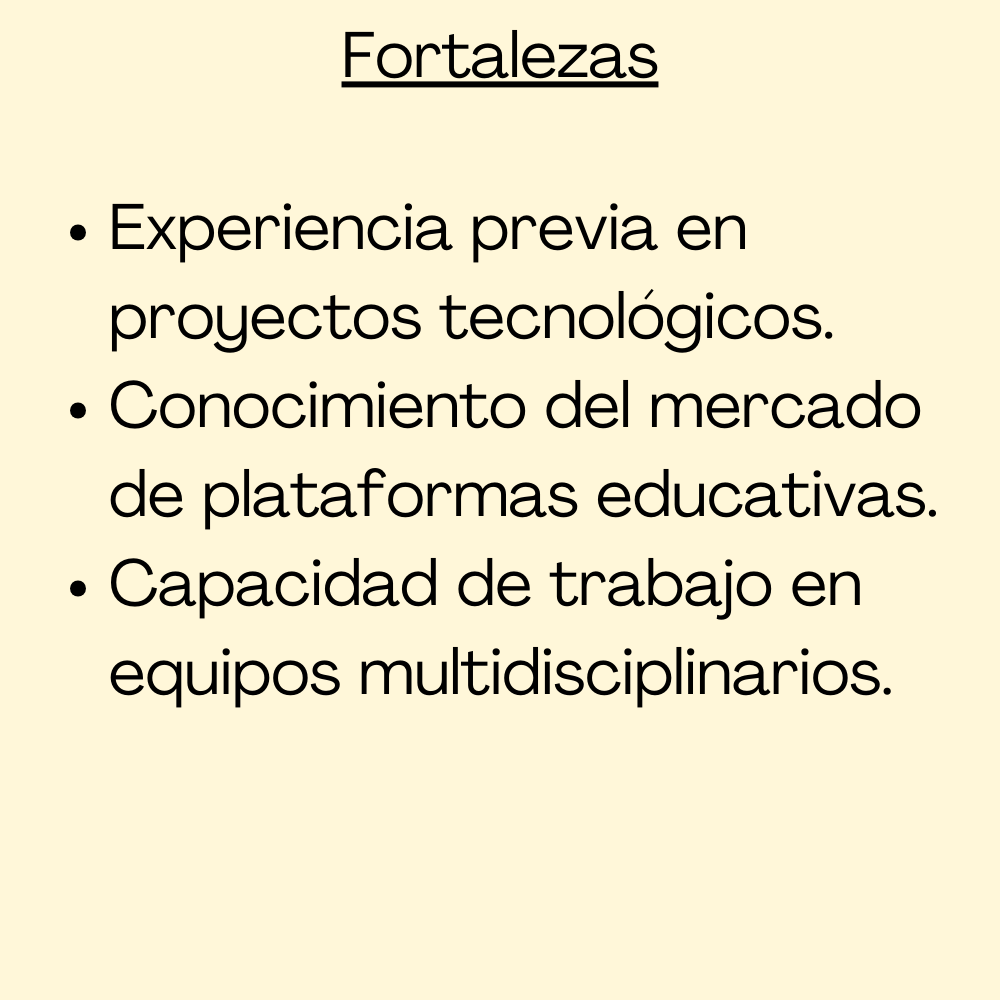 Fortalezas
• Experiencia previa en
proyectos tecnológicos.
• Conocimiento del mercado
de plataformas educativas.
• Capacidad de trabajo en
equipos multidisciplinarios.